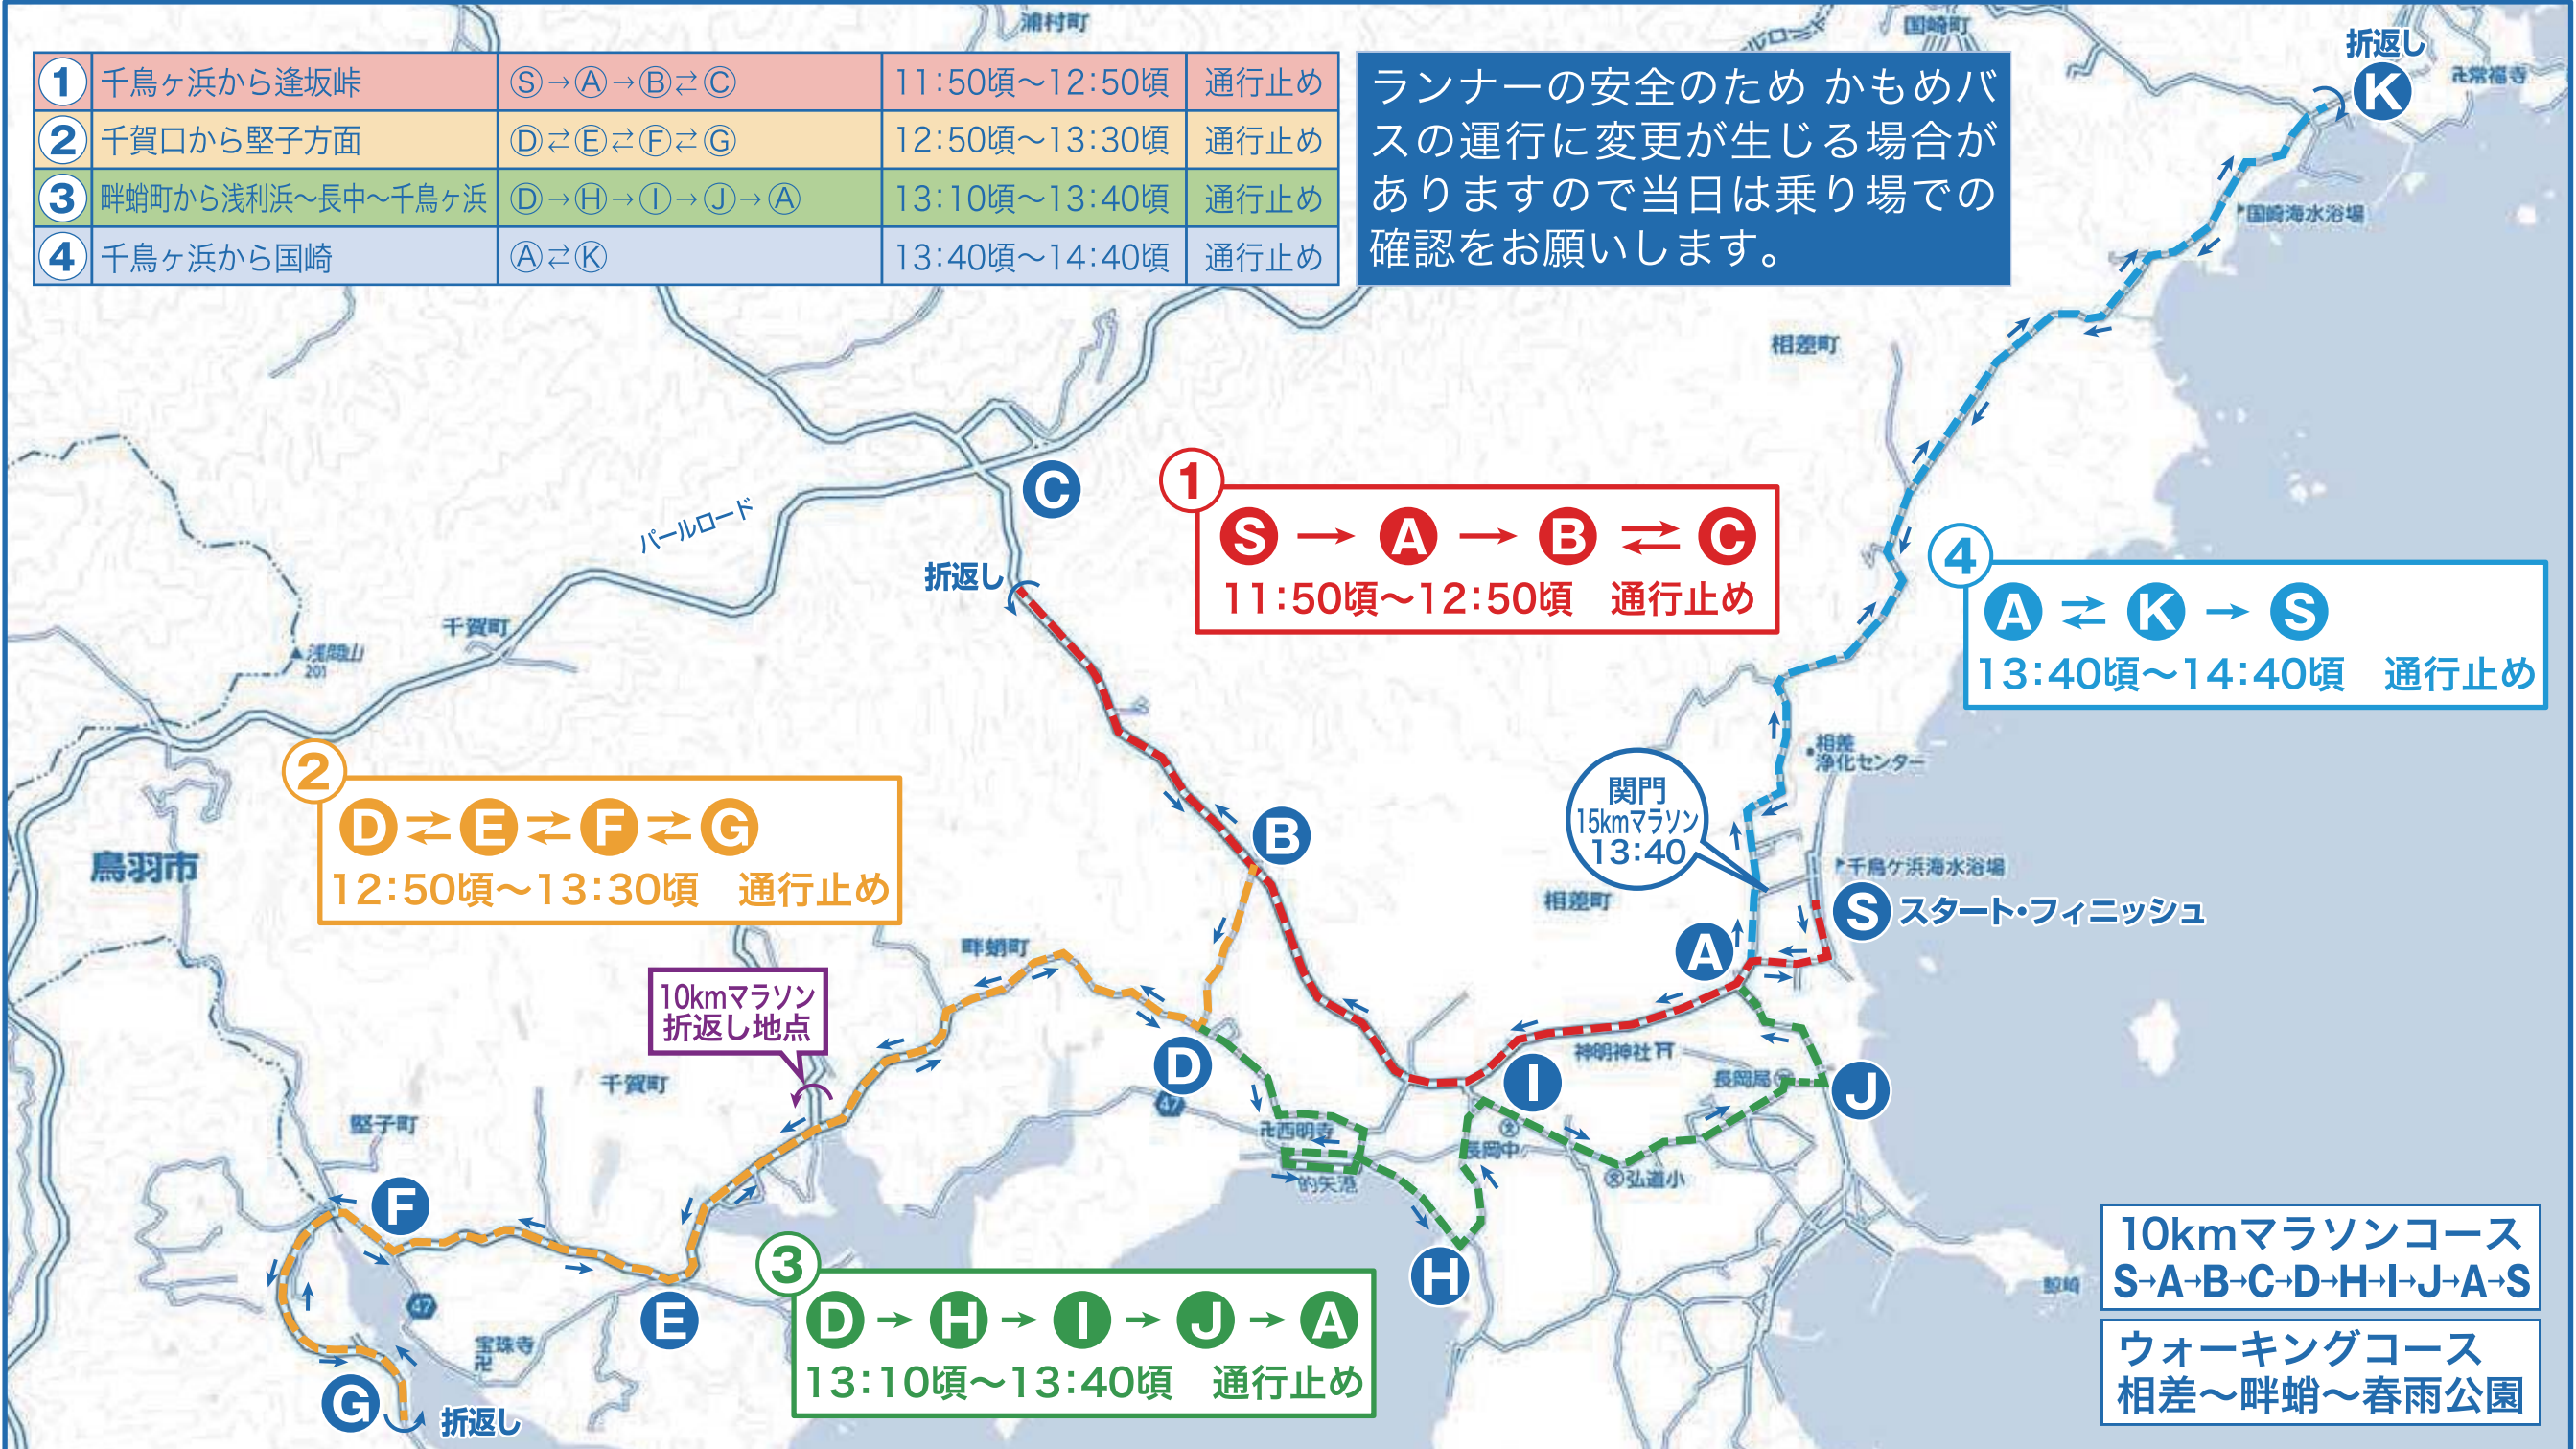 浦村町
国崎町
折返し
K
卍常福寺
① 千鳥ヶ浜から逢坂峠 Ⓢ→Ⓐ→Ⓑ⇄Ⓒ 11:50頃〜12:50頃 通行止め
② 千賀口から堅子方面 Ⓓ⇄Ⓔ⇄Ⓕ⇄Ⓖ 12:50頃〜13:30頃 通行止め
③ 畔蛸町から浅利浜〜長中〜千鳥ヶ浜 Ⓓ→Ⓗ→Ⓘ→Ⓙ→Ⓐ 13:10頃〜13:40頃 通行止め
④ 千鳥ヶ浜から国崎 Ⓐ⇄Ⓚ 13:40頃〜14:40頃 通行止め
ランナーの安全のため かもめバ
スの運行に変更が生じる場合が
ありますので当日は乗り場での
確認をお願いします。
国崎海水浴場
相差町
C
パールロード
折返し
1
S → A → B ⇄ C
11:50頃〜12:50頃 通行止め
4
A ⇄ K → S
13:40頃〜14:40頃 通行止め
千賀町
浅間山
201
相差
浄化センター
2
D ⇄ E ⇄ F ⇄ G
12:50頃〜13:30頃 通行止め
B
関門
15kmマラソン
13:40
鳥羽市
千鳥ケ浜海水浴場
相差町
S スタート・フィニッシュ
A
畔蛸町
10kmマラソン
折返し地点
D
47
I
神明神社
長岡局
J
千賀町
堅子町
卍西明寺
長岡中
弘道小
的矢港
F
H
E
47
宝珠寺
卍
G
折返し
3
D → H → I → J → A
13:10頃〜13:40頃 通行止め
10kmマラソンコース
S→A→B→C→D→H→I→J→A→S
ウォーキングコース
相差〜畔蛸〜春雨公園